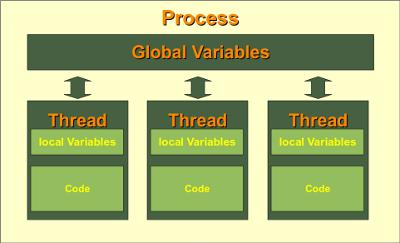 Process
Global Variables
Thread
Thread
Thread
local Variables
local Variables
local Variables
Code
Code
Code